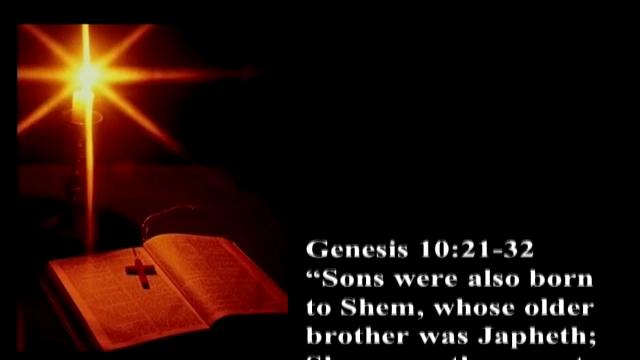 Genesis 10:21-32
“Sons were also born
to Shem, whose older
brother was Japheth;